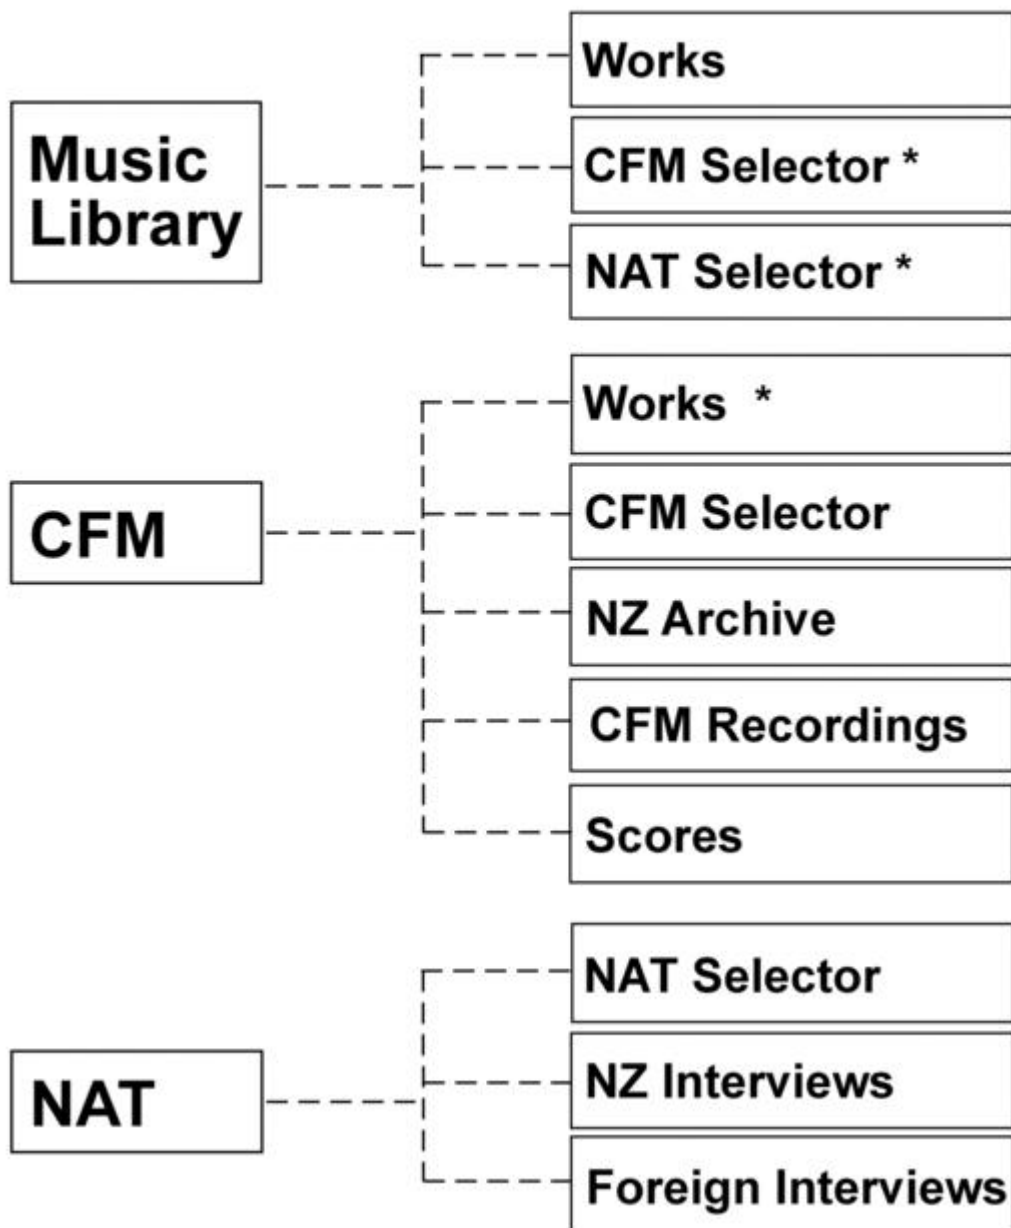 Music
Library
Works
CFM Selector *
NAT Selector *
CFM
Works *
CFM Selector
NZ Archive
CFM Recordings
Scores
NAT
NAT Selector
NZ Interviews
Foreign Interviews